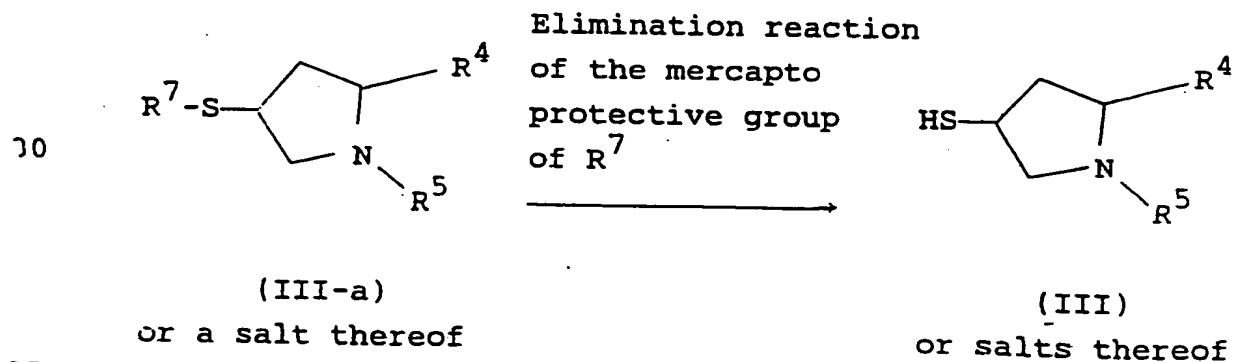 Elimination reaction
of the mercapto
protective group
of R7
R7-S
R4
N
R5
HS
R4
N
R5
30
(III-a)
or a salt thereof
(III)
or salts thereof